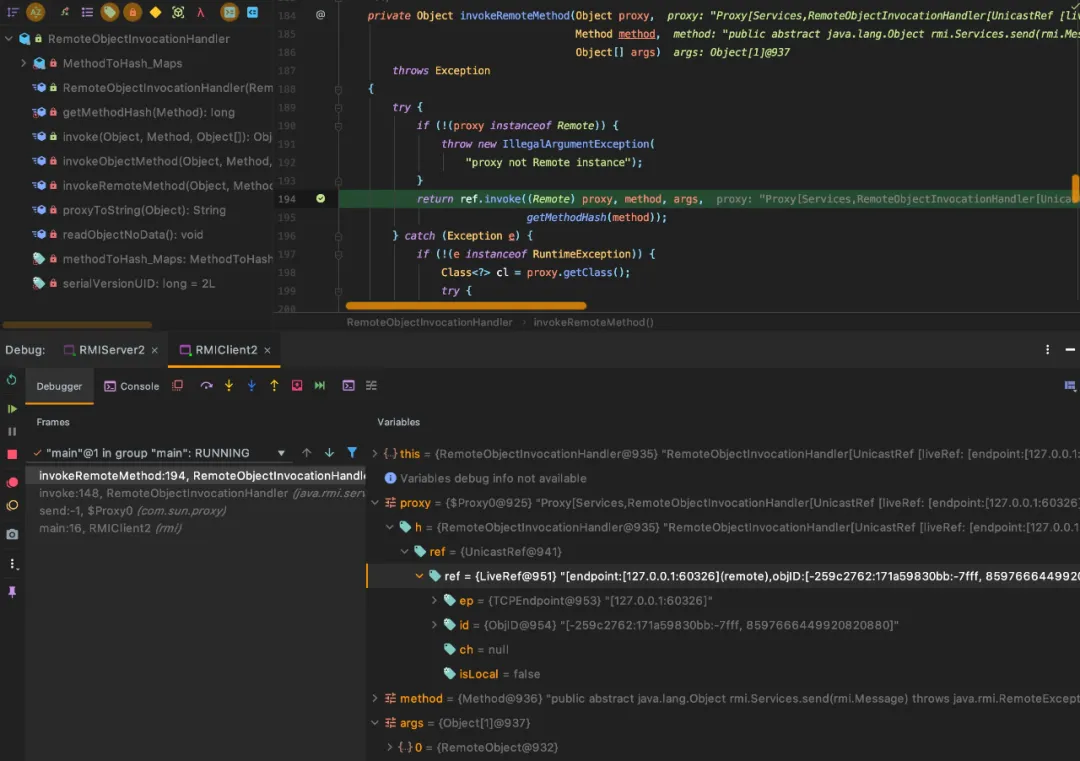 RemoteObjectInvocationHandler
MethodToHash_Maps
RemoteObjectInvocationHandler(Rem
getMethodHash(Method): long
invoke(Object, Method, Object[]): Obj
invokeObjectMethod(Object, Method,
invokeRemoteMethod(Object, Metho
proxyToString(Object): String
readObjectNoData(): void
methodToHash_Maps: MethodToHash
serialVersionUID: long = 2L
184 @ private Object invokeRemoteMethod(Object proxy, proxy: "Proxy[Services,RemoteObjectInvocationHandler[UnicastRef [liv
185 Method method, method: "public abstract java.lang.Object rmi.Services.send(rmi.Mes
186 Object[] args) args: Object[1]@937
187 throws Exception
188 {
189 try {
190 if (!(proxy instanceof Remote)) {
191 throw new IllegalArgumentException(
192 "proxy not Remote instance");
193 }
194 return ref.invoke((Remote) proxy, method, args, proxy: "Proxy[Services,RemoteObjectInvocationHandler[Unica
195 getMethodHash(method));
196 } catch (Exception e) {
197 if (!(e instanceof RuntimeException)) {
198 Class<?> cl = proxy.getClass();
199 try {
200
RemoteObjectInvocationHandler › invokeRemoteMethod()
Debug: RMIServer2 × RMIClient2 ×
Debugger Console
Frames
"main"@1 in group "main": RUNNING
invokeRemoteMethod:194, RemoteObjectInvocationHandl
invoke:148, RemoteObjectInvocationHandler (java.rmi.serv
send:-1, $Proxy0 (com.sun.proxy)
main:16, RMIClient2 (rmi)
Variables
this = {RemoteObjectInvocationHandler@935} "RemoteObjectInvocationHandler[UnicastRef [liveRef: [endpoint:[127.0.0.1:
Variables debug info not available
proxy = {$Proxy0@925} "Proxy[Services,RemoteObjectInvocationHandler[UnicastRef [liveRef: [endpoint:[127.0.0.1:60326]
h = {RemoteObjectInvocationHandler@935} "RemoteObjectInvocationHandler[UnicastRef [liveRef: [endpoint:[127.0.0.1
ref = {UnicastRef@941}
ref = {LiveRef@951} "[endpoint:[127.0.0.1:60326](remote),objID:[-259c2762:171a59830bb:-7fff, 8597666449920
ep = {TCPEndpoint@953} "[127.0.0.1:60326]"
id = {ObjID@954} "[-259c2762:171a59830bb:-7fff, 8597666449920820880]"
ch = null
isLocal = false
method = {Method@936} "public abstract java.lang.Object rmi.Services.send(rmi.Message) throws java.rmi.RemoteExcept
args = {Object[1]@937}
0 = {RemoteObject@932}